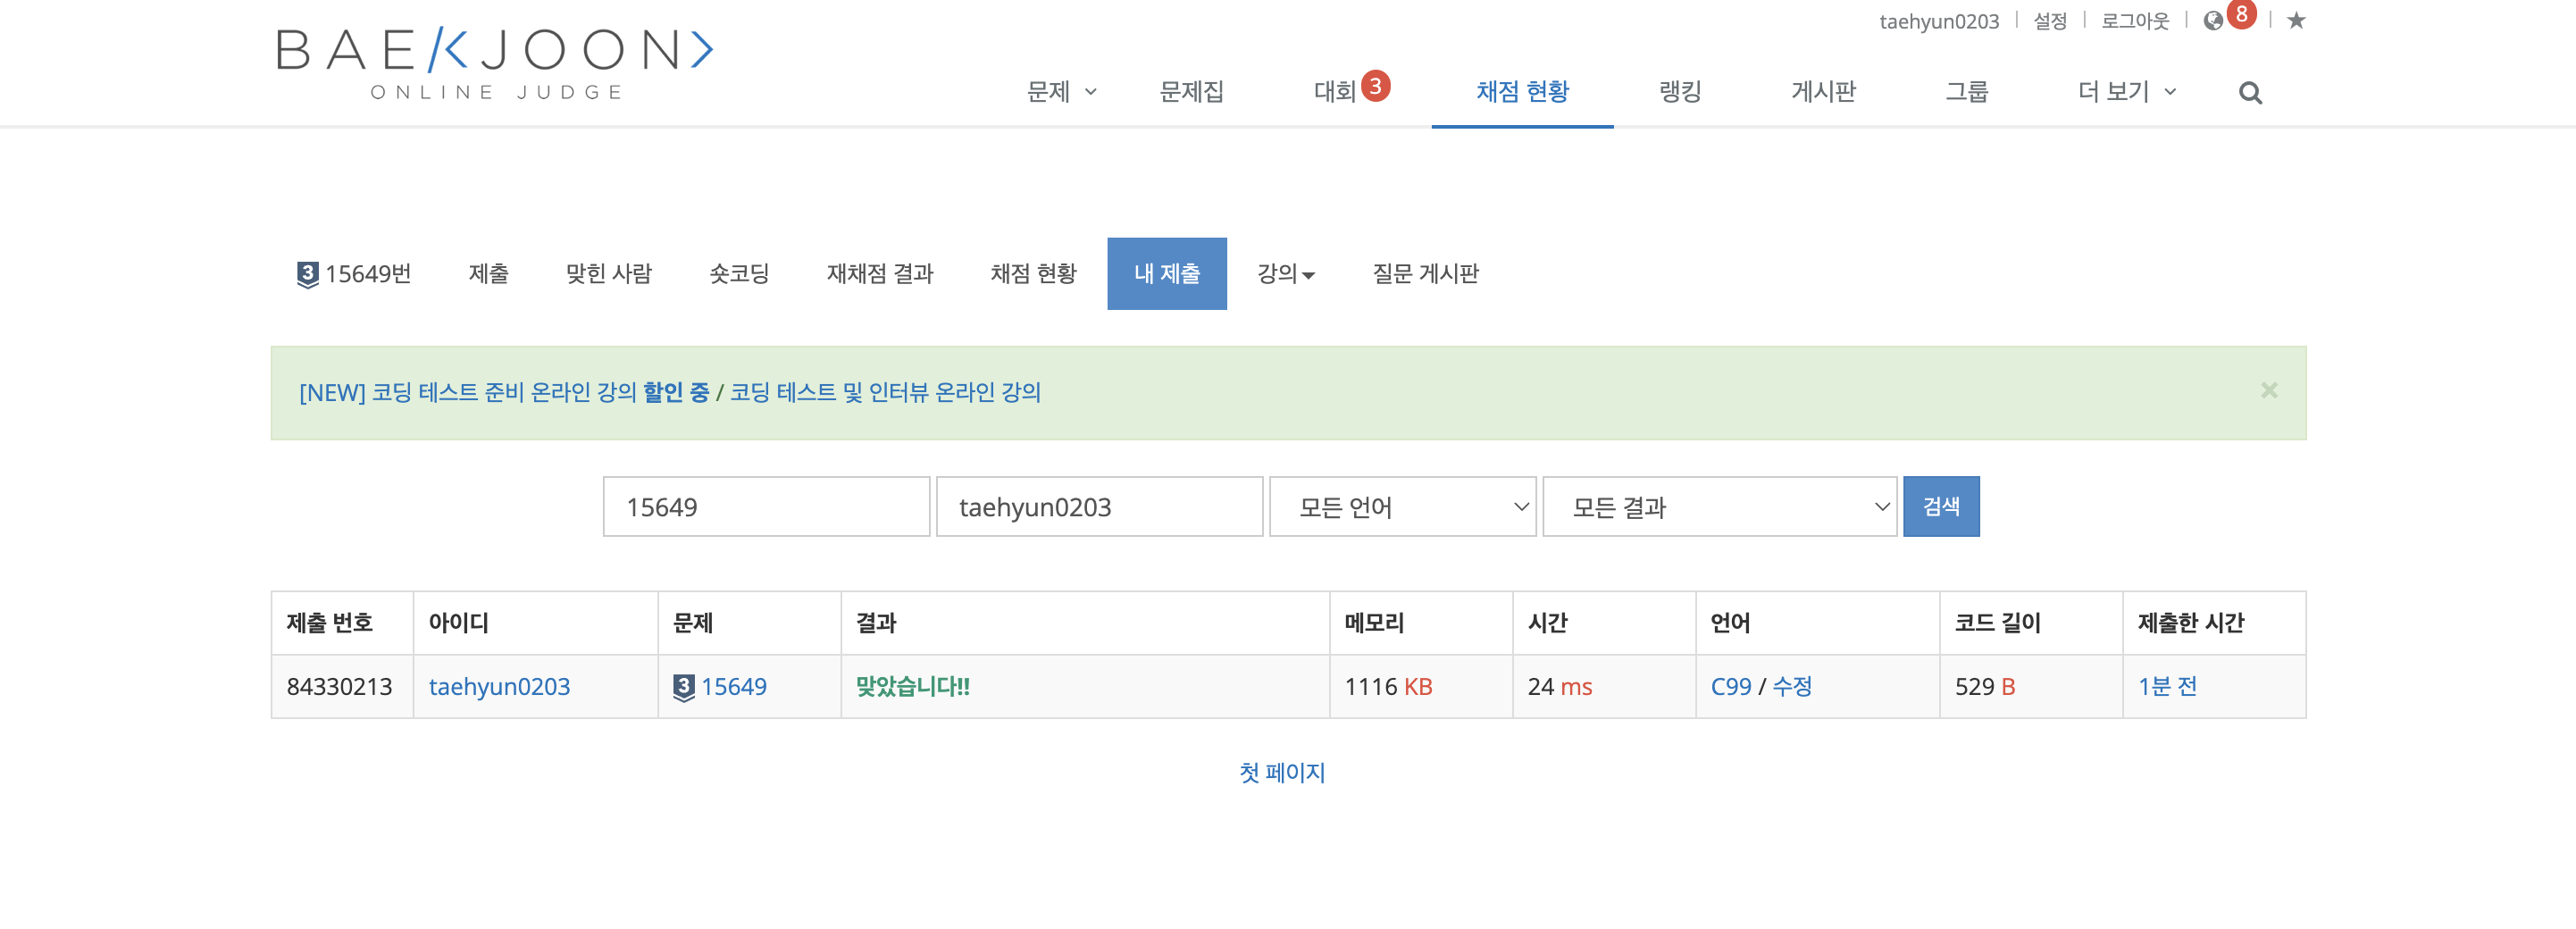 taehyun0203 | 설정 | 로그아웃 | 8 |
BAEKJOON>
ONLINE JUDGE
문제 문제집 대회 3 채점 현황 랭킹 게시판 그룹 더 보기
3 15649번 제출 맞힌 사람 숏코딩 재채점 결과 채점 현황 내 제출 강의 질문 게시판
[NEW] 코딩 테스트 준비 온라인 강의 할인 중 / 코딩 테스트 및 인터뷰 온라인 강의 ×
15649 taehyun0203 모든 언어 모든 결과 검색
제출 번호 아이디 문제 결과 메모리 시간 언어 코드 길이 제출한 시간
84330213 taehyun0203 3 15649 맞았습니다!! 1116 KB 24 ms C99 / 수정 529 B 1분 전
첫 페이지